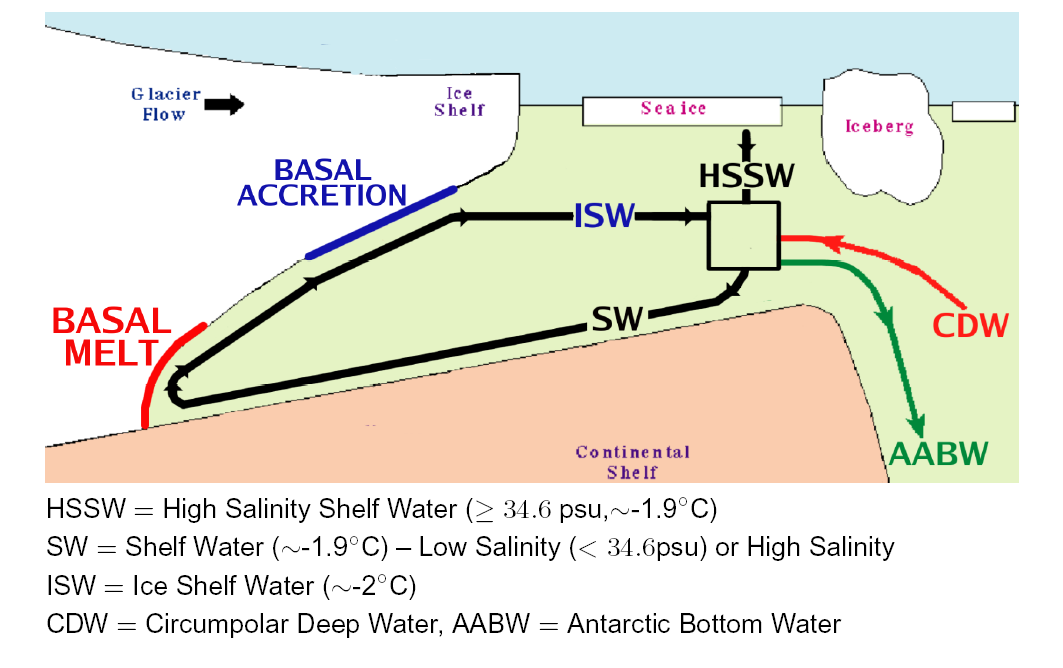 Glacier
Flow
Ice
Shelf
Sea ice
Iceberg
BASAL
ACCRETION
HSSW
ISW
BASAL
MELT
SW
CDW
AABW
Continental
Shelf
HSSW = High Salinity Shelf Water (≥ 34.6 psu,∼-1.9°C)
SW = Shelf Water (∼-1.9°C) – Low Salinity (< 34.6psu) or High Salinity
ISW = Ice Shelf Water (∼-2°C)
CDW = Circumpolar Deep Water, AABW = Antarctic Bottom Water